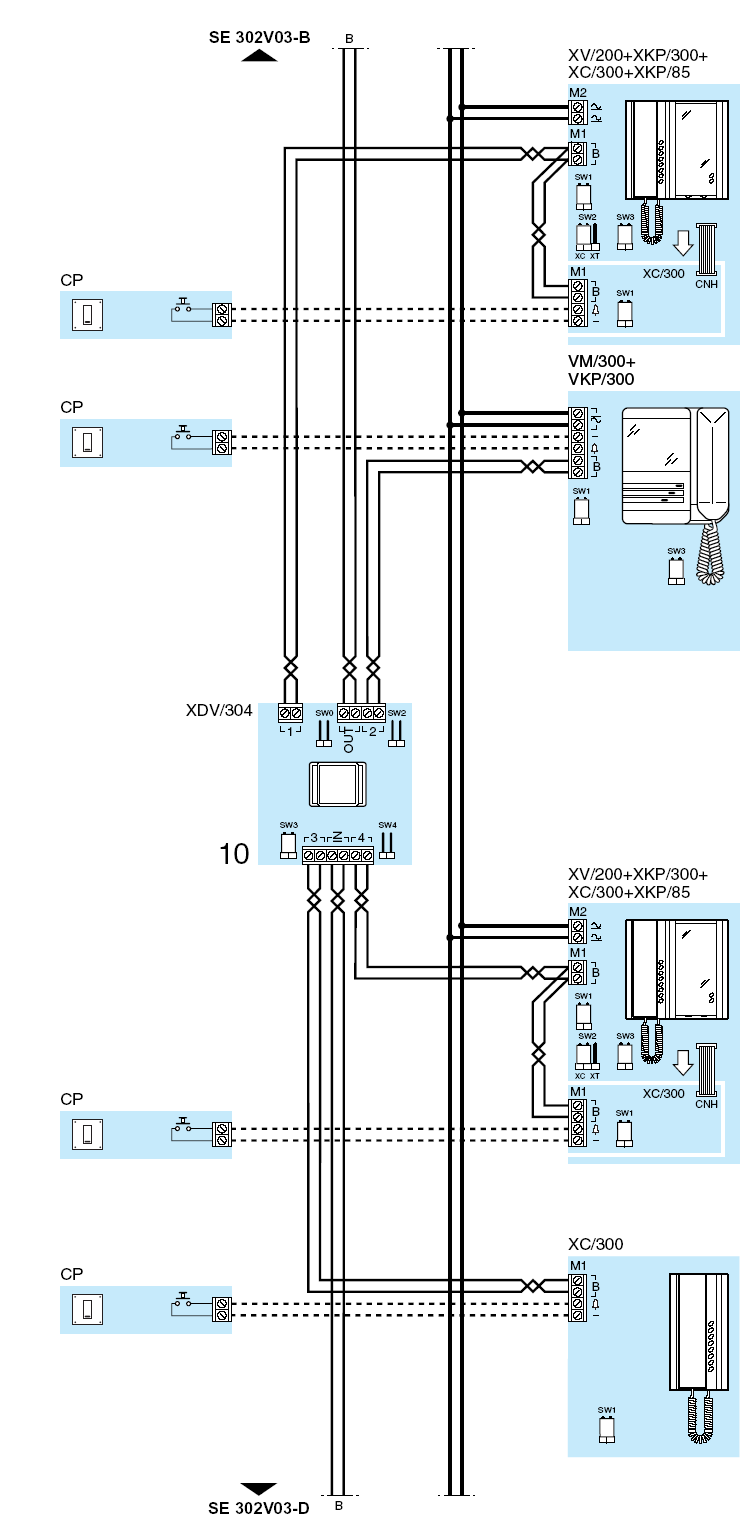 SE 302V03-B
B
XV/200+XKP/300+
XC/300+XKP/85
M2
M1
B
SW1
SW2
SW3
XC XT
XC/300
CNH
M1
B
SW1
CP
VM/300+
VKP/300
CP
B
SW1
SW3
XDV/304
1
SW0
OUT
2
SW2
SW3
3
IN
4
SW4
10
XV/200+XKP/300+
XC/300+XKP/85
M2
M1
B
SW1
SW2
SW3
XC XT
XC/300
CNH
M1
B
SW1
CP
XC/300
M1
B
CP
SW1
SE 302V03-D
B